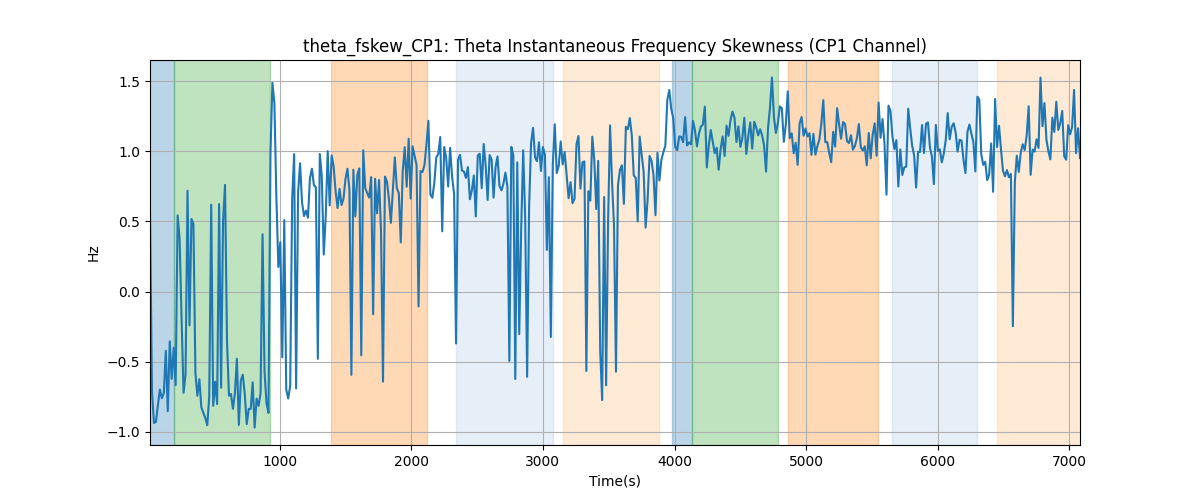 theta_fskew_CP1: Theta Instantaneous Frequency Skewness (CP1 Channel)
1.5
1.0
0.5
0.0
−0.5
−1.0
Hz
1000 2000 3000 4000 5000 6000 7000
Time(s)